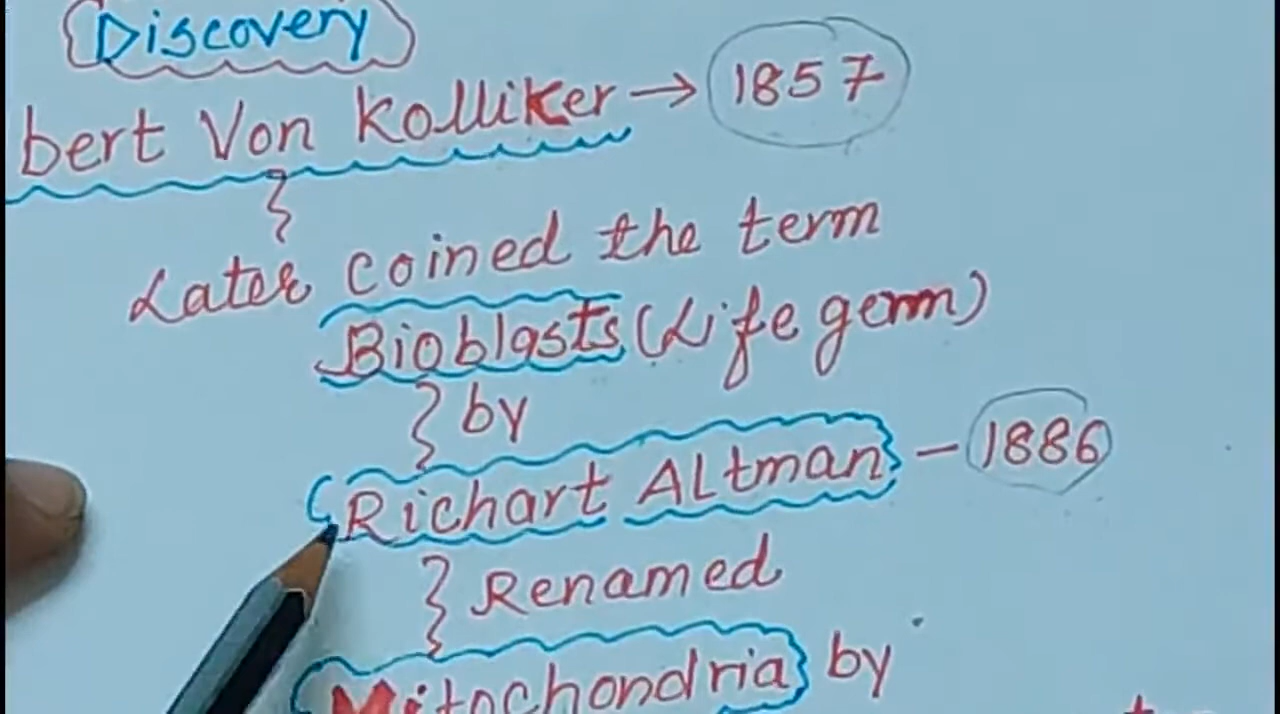 Discovery
bert Von Kolliker → 1857
Later coined the term
Bioblasts (Life germ)
by
Richart Altman - 1886
Renamed
Mitochondria by